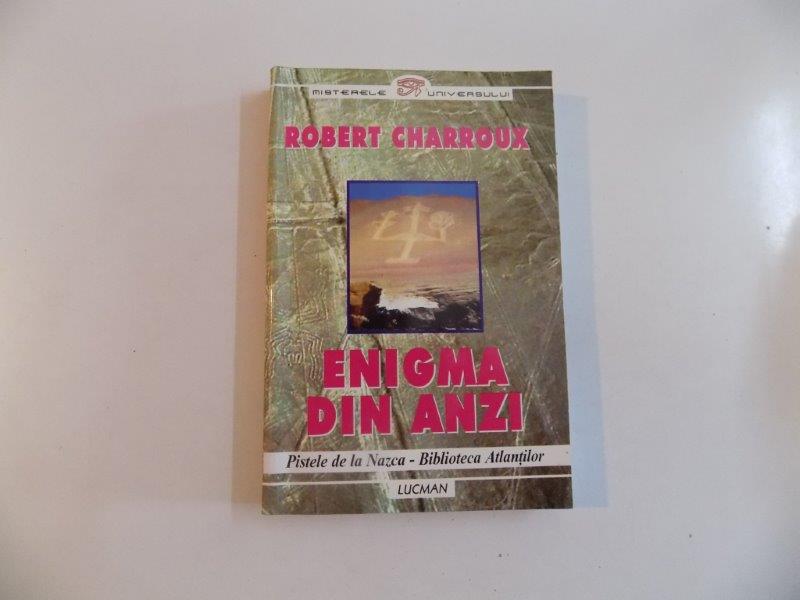 MISTERELE UNIVERSULUI
ROBERT CHARROUX
ENIGMA
DIN ANZI
Pistele de la Nazca - Biblioteca Atlanților
LUCMAN